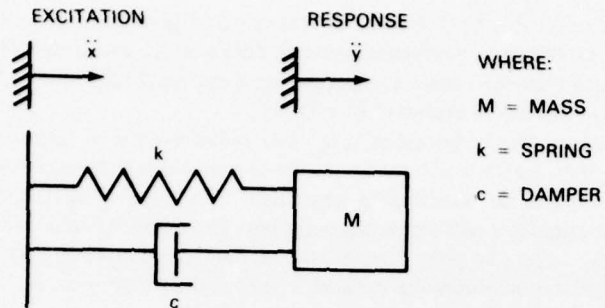 EXCITATION
ẍ
RESPONSE
ÿ
WHERE:
M = MASS
k = SPRING
c = DAMPER
k
M
c